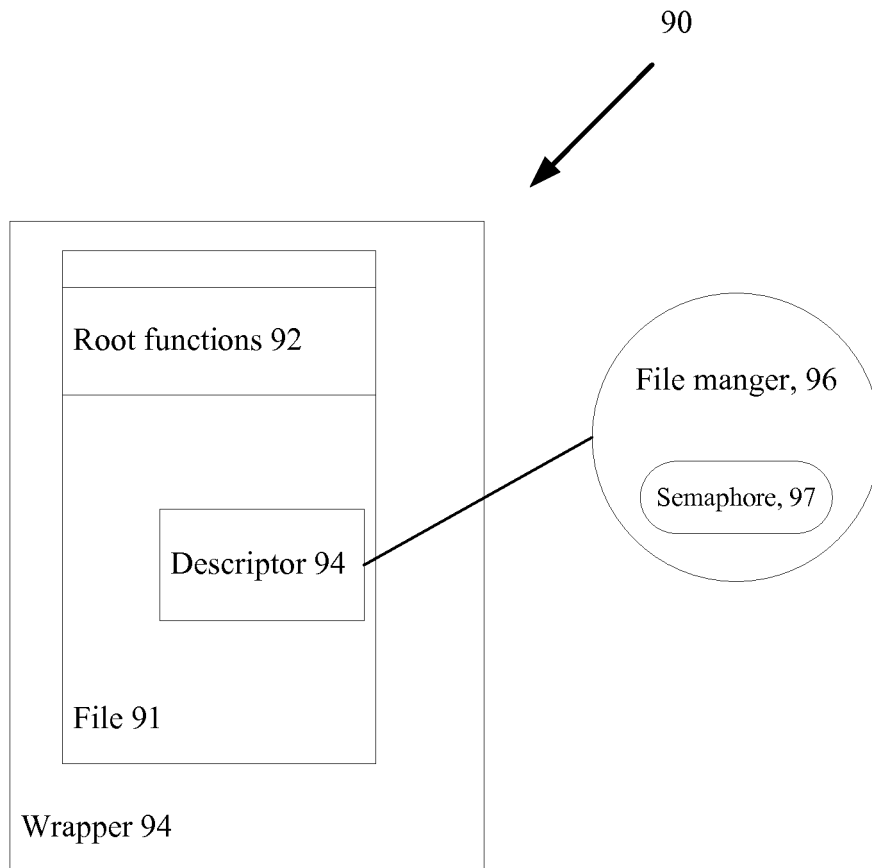 90
Root functions 92
File manger, 96
Semaphore, 97
Descriptor 94
File 91
Wrapper 94